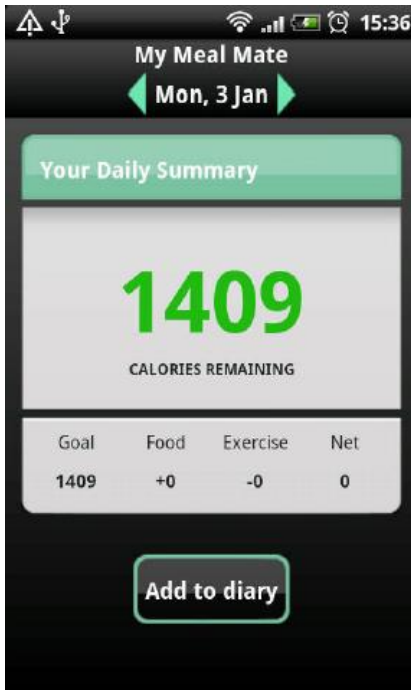 15:36
My Meal Mate
Mon, 3 Jan
Your Daily Summary
1409
CALORIES REMAINING
Goal Food Exercise Net
1409 +0 -0 0
Add to diary